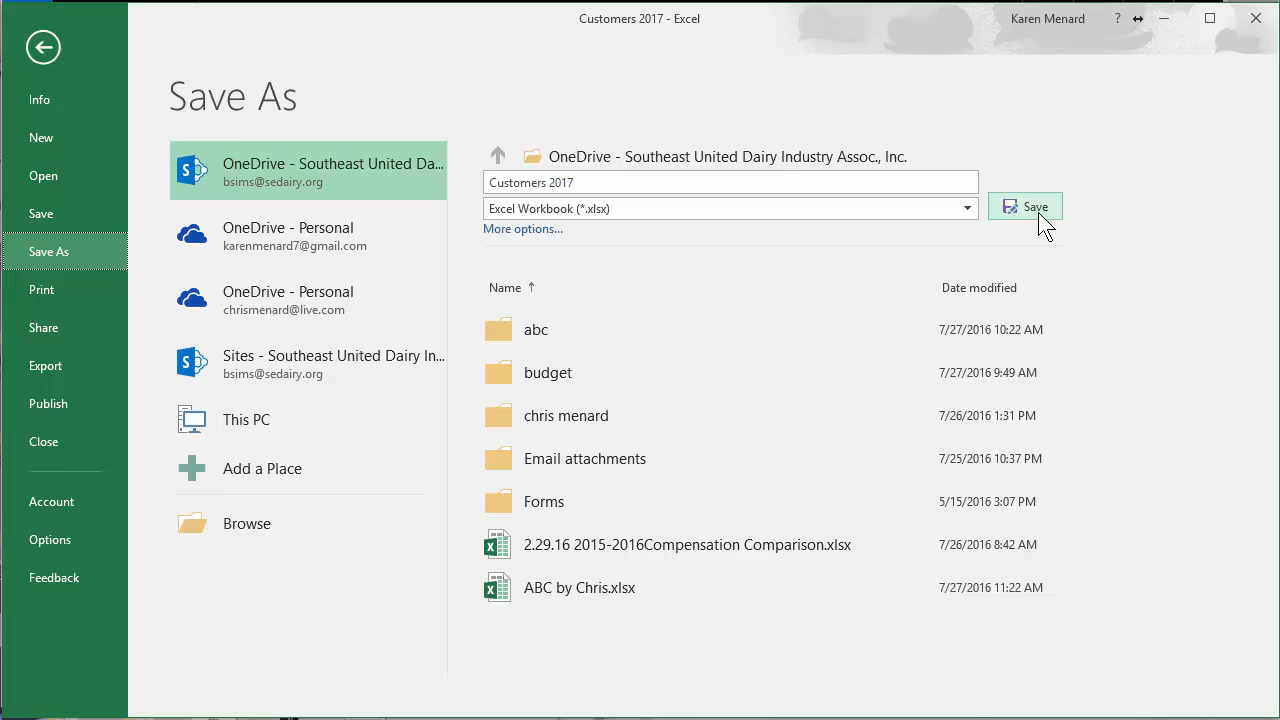 Customers 2017 - Excel
Karen Menard
?
Info
New
Open
Save
Save As
Print
Share
Export
Publish
Close
Account
Options
Feedback
Save As
OneDrive - Southeast United Da...
bsims@sedairy.org
OneDrive - Personal
karenmenard7@gmail.com
OneDrive - Personal
chrismenard@live.com
Sites - Southeast United Dairy In...
bsims@sedairy.org
This PC
Add a Place
Browse
OneDrive - Southeast United Dairy Industry Assoc., Inc.
Customers 2017
Excel Workbook (*.xlsx)
Save
More options...
Name ↑ Date modified
abc 7/27/2016 10:22 AM
budget 7/27/2016 9:49 AM
chris menard 7/26/2016 1:31 PM
Email attachments 7/25/2016 10:37 PM
Forms 5/15/2016 3:07 PM
2.29.16 2015-2016Compensation Comparison.xlsx 7/26/2016 8:42 AM
ABC by Chris.xlsx 7/27/2016 11:22 AM